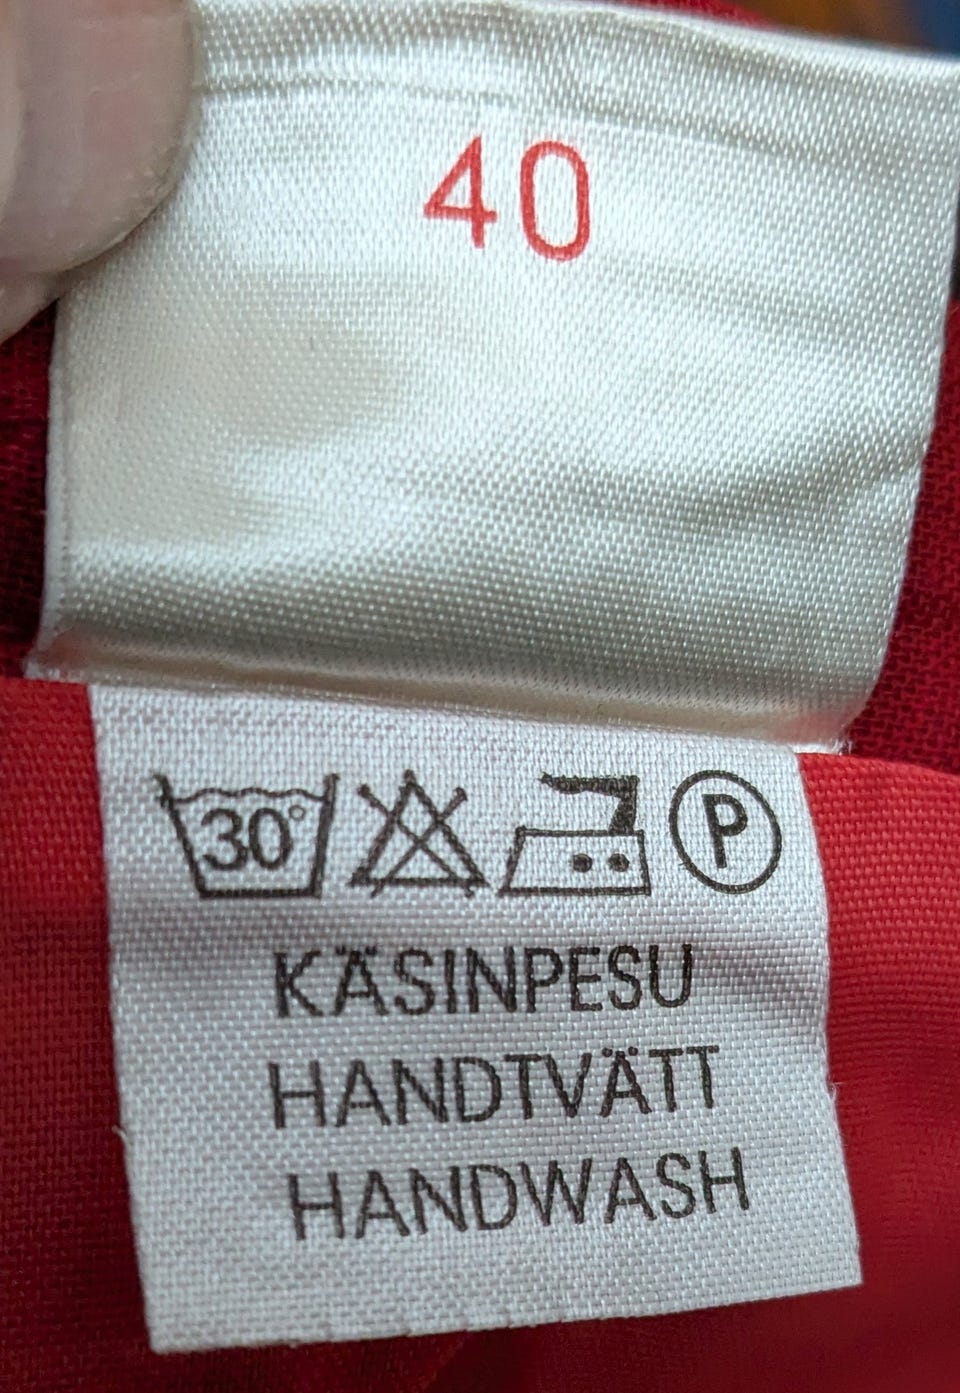 40
30° P
KÄSINPESU
HANDTVÄTT
HANDWASH